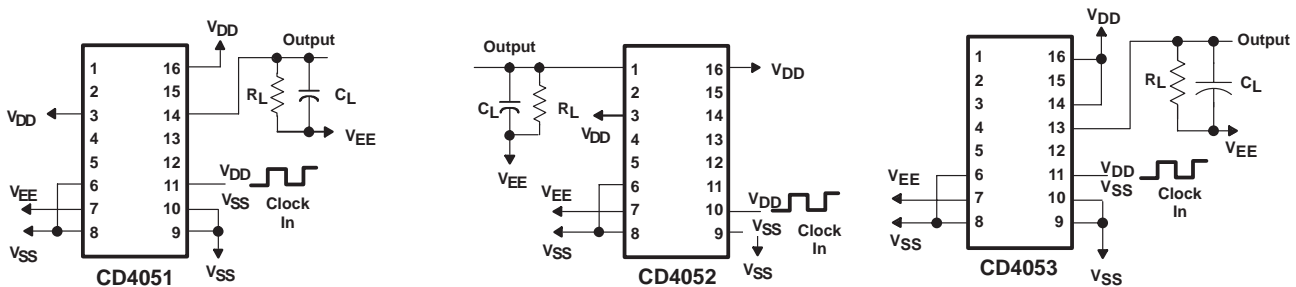 VDD
Output
1 16
2 15
3 14
4 13
5 12
6 11
7 10
8 9
RL
CL
VDD
VEE
VEE
VSS
VDD
VSS
Clock
In
VSS
CD4051
Output
1 16
2 15
3 14
4 13
5 12
6 11
7 10
8 9
VDD
CL
RL
VDD
VEE
VEE
VSS
VDD
VSS
Clock
In
VSS
CD4052
VDD
Output
1 16
2 15
3 14
4 13
5 12
6 11
7 10
8 9
RL
CL
VEE
VEE
VSS
VDD
VSS
Clock
In
VSS
CD4053